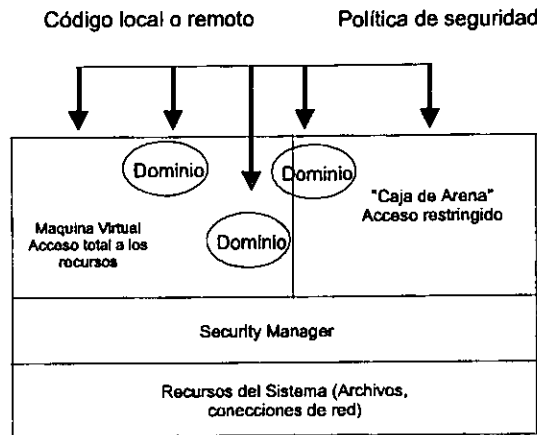 Código local o remoto
Política de seguridad
Dominio
Dominio
"Caja de Arena"
Acceso restringido
Maquina Virtual
Acceso total a los
recursos
Dominio
Security Manager
Recursos del Sistema (Archivos,
conecciones de red)